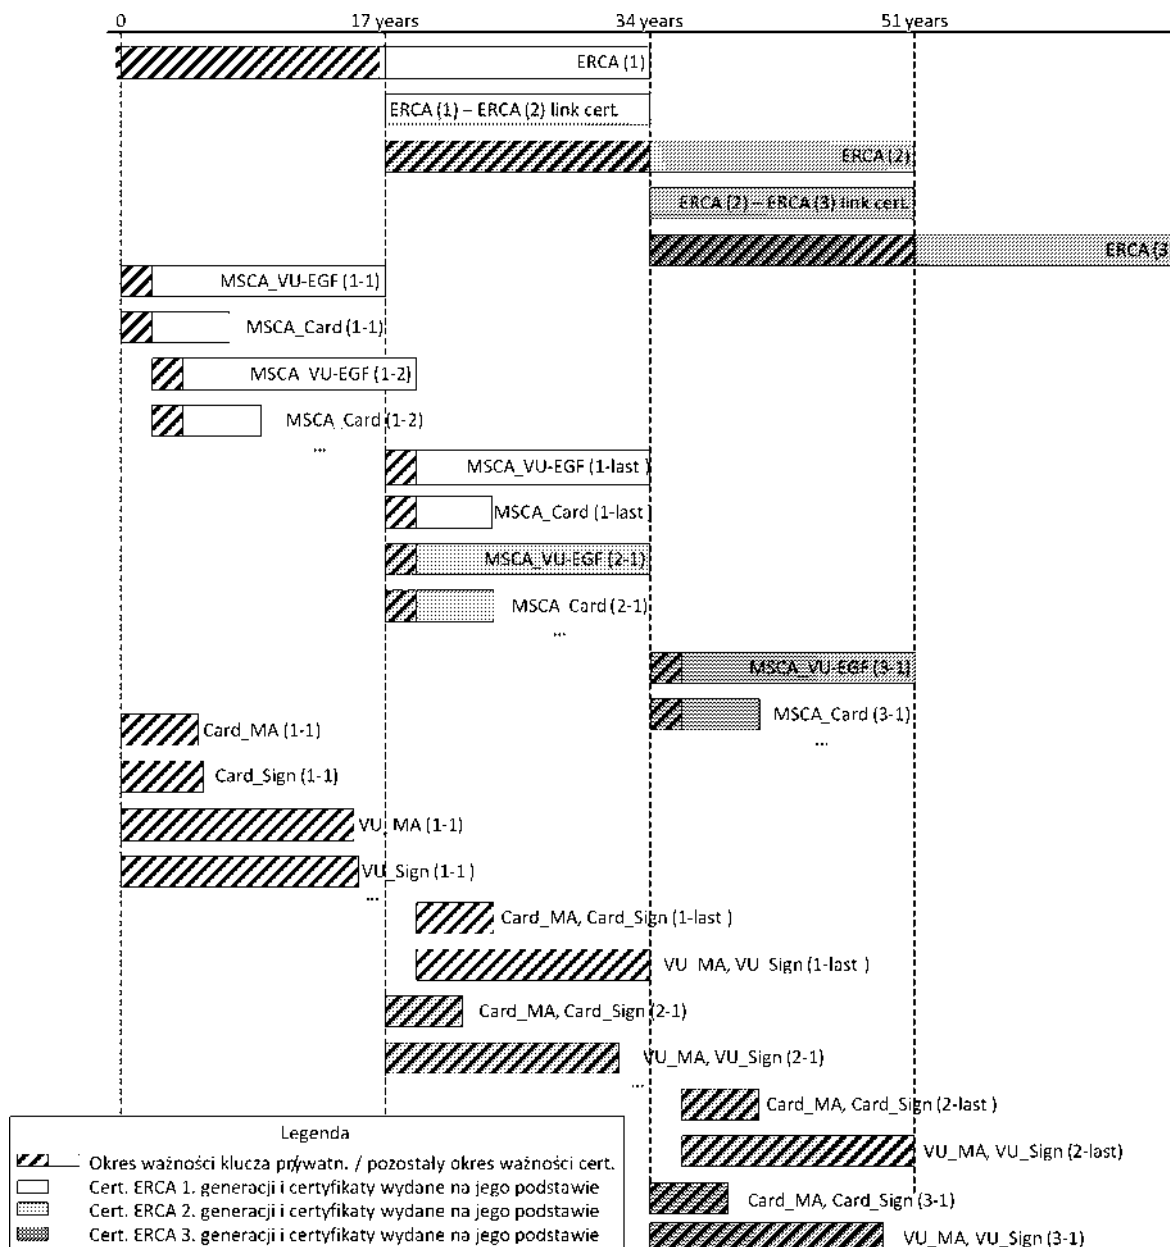 0 17 years 34 years 51 years
ERCA (1)
ERCA (1) – ERCA (2) link cert.
ERCA (2)
ERCA (2) – ERCA (3) link cert.
ERCA (3
MSCA_VU-EGF (1-1)
MSCA_Card (1-1)
MSCA_VU-EGF (1-2)
MSCA_Card (1-2)
...
MSCA_VU-EGF (1-last )
MSCA_Card (1-last )
MSCA_VU-EGF (2-1)
MSCA_Card (2-1)
...
MSCA_VU-EGF (3-1)
MSCA_Card (3-1)
...
Card_MA (1-1)
Card_Sign (1-1)
VU_MA (1-1)
VU_Sign (1-1 )
...
Card_MA, Card_Sign (1-last )
VU_MA, VU_Sign (1-last )
Card_MA, Card_Sign (2-1)
VU_MA, VU_Sign (2-1)
...
Card_MA, Card_Sign (2-last )
VU_MA, VU_Sign (2-last)
Card_MA, Card_Sign (3-1)
VU_MA, VU_Sign (3-1)
Legenda
Okres ważności klucza prywatn. / pozostały okres ważności cert.
Cert. ERCA 1. generacji i certyfikaty wydane na jego podstawie
Cert. ERCA 2. generacji i certyfikaty wydane na jego podstawie
Cert. ERCA 3. generacji i certyfikaty wydane na jego podstawie